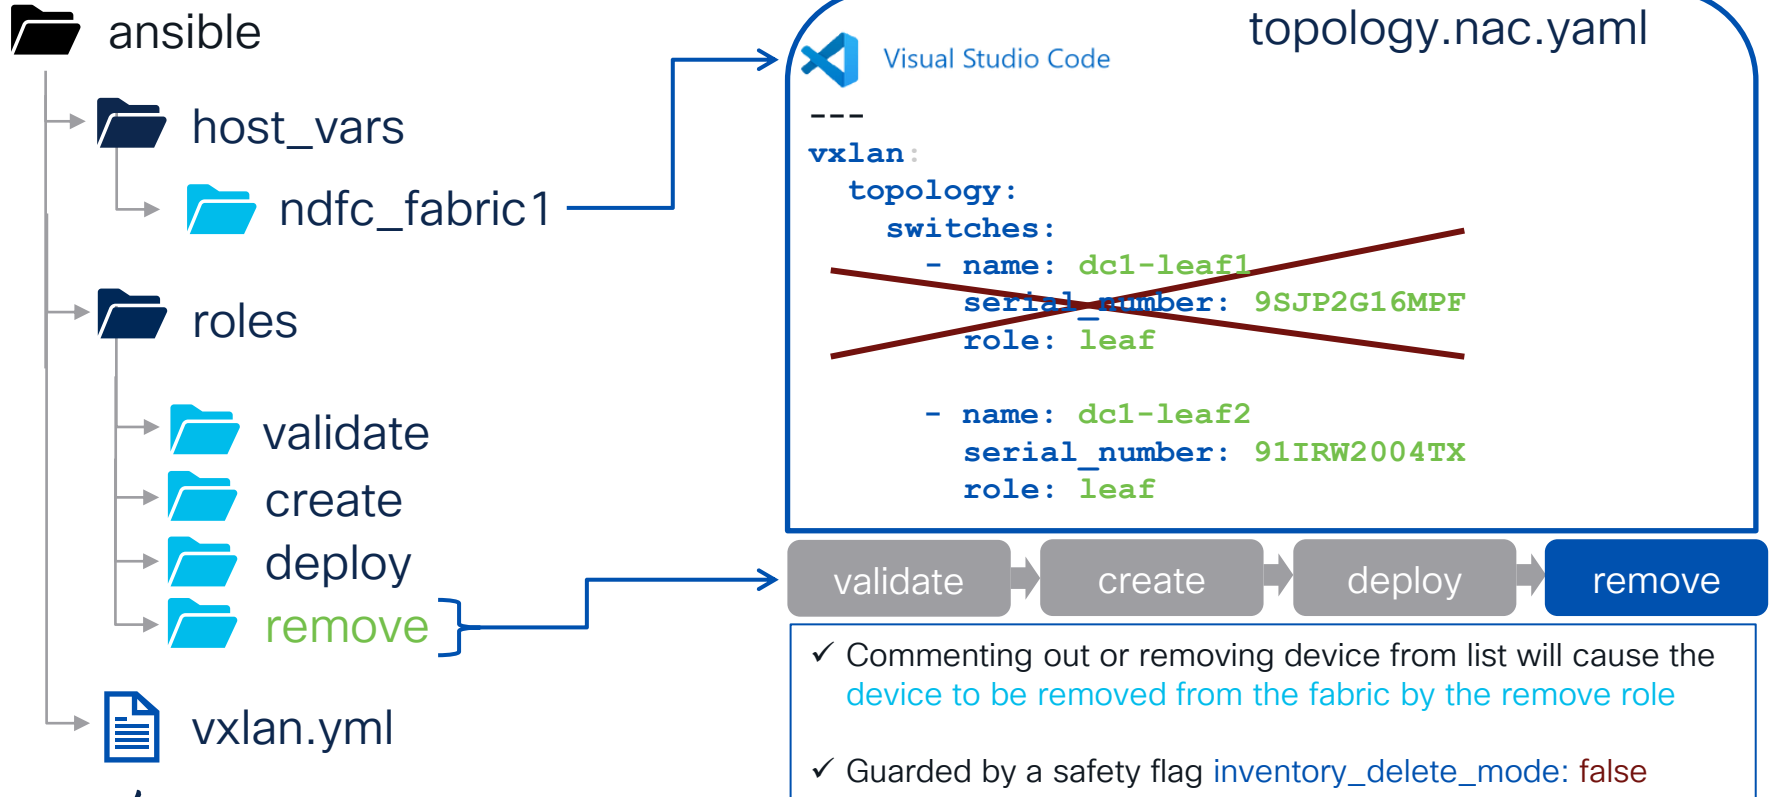 ansible
host_vars
ndfc_fabric1
roles
validate
create
deploy
remove
vxlan.yml
topology.nac.yaml
Visual Studio Code
---
vxlan:
topology:
switches:
- name: dc1-leaf1
serial_number: 9SJP2G16MPF
role: leaf
- name: dc1-leaf2
serial_number: 91IRW2004TX
role: leaf
validate
create
deploy
remove
✓ Commenting out or removing device from list will cause the
device to be removed from the fabric by the remove role
✓ Guarded by a safety flag inventory_delete_mode: false